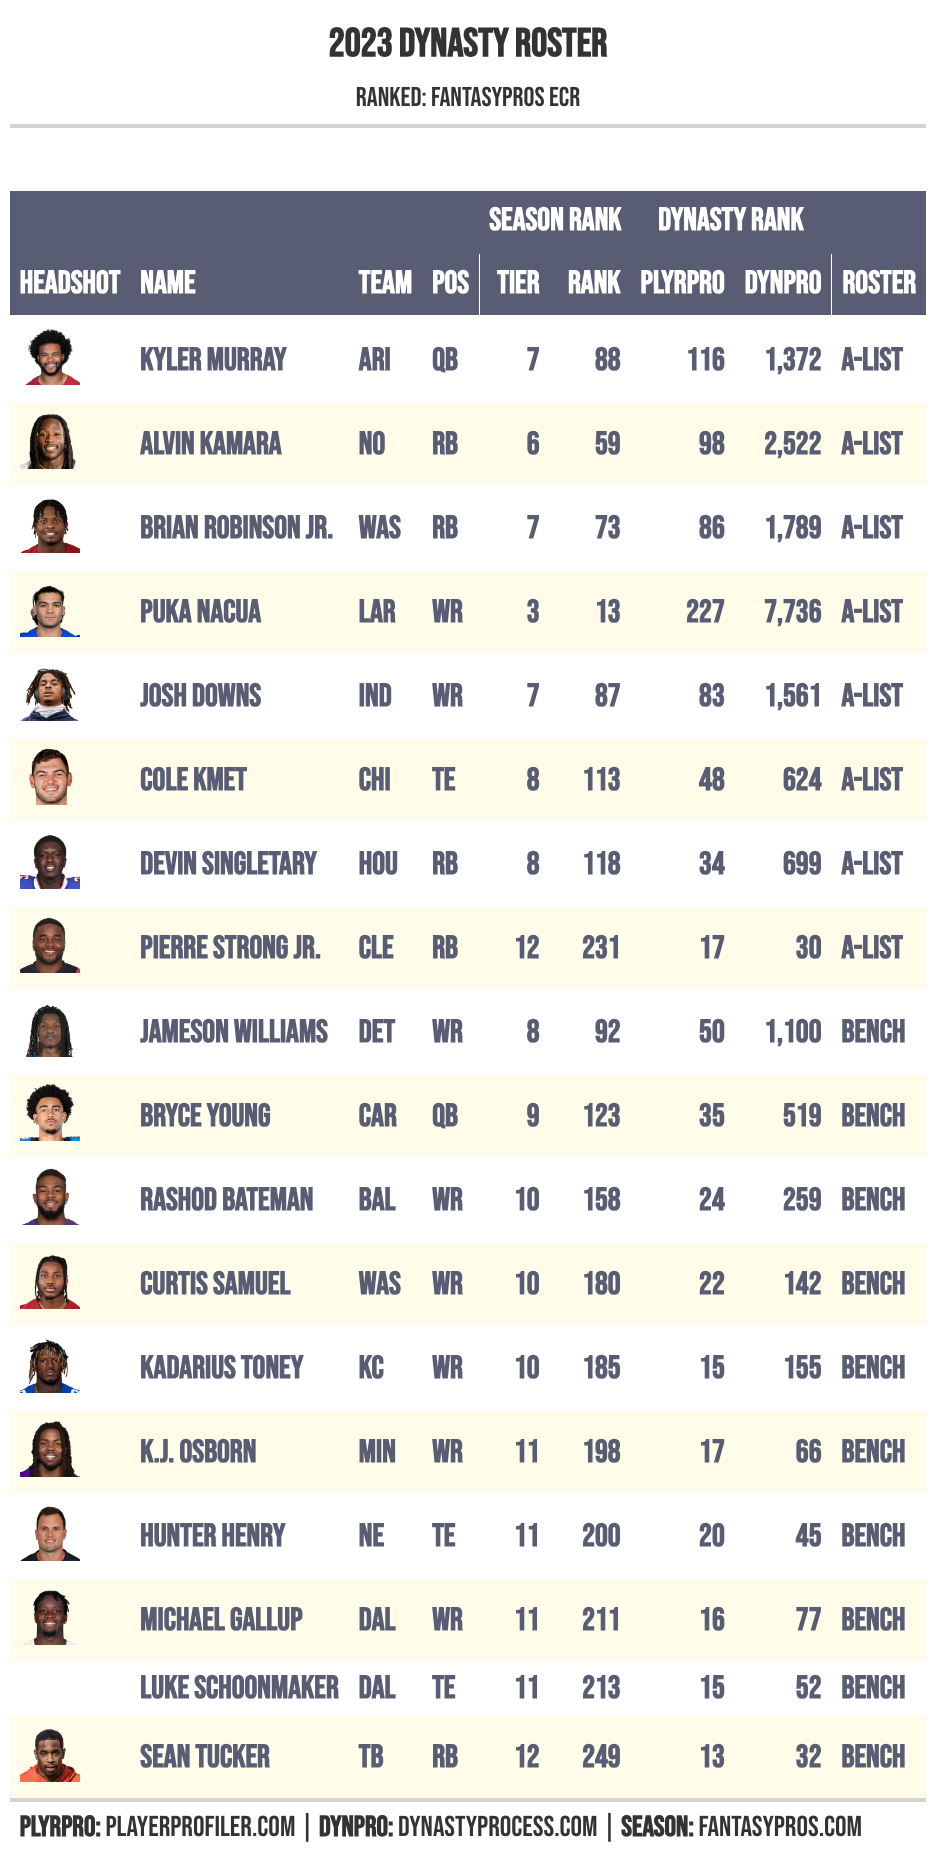 2023 DYNASTY ROSTER
RANKED: FANTASYPROS ECR
SEASON RANK DYNASTY RANK
HEADSHOT NAME TEAM POS TIER RANK PLYRPRO DYNPRO ROSTER
KYLER MURRAY ARI QB 7 88 116 1,372 A-LIST
ALVIN KAMARA NO RB 6 59 98 2,522 A-LIST
BRIAN ROBINSON JR. WAS RB 7 73 86 1,789 A-LIST
PUKA NACUA LAR WR 3 13 227 7,736 A-LIST
JOSH DOWNS IND WR 7 87 83 1,561 A-LIST
COLE KMET CHI TE 8 113 48 624 A-LIST
DEVIN SINGLETARY HOU RB 8 118 34 699 A-LIST
PIERRE STRONG JR. CLE RB 12 231 17 30 A-LIST
JAMESON WILLIAMS DET WR 8 92 50 1,100 BENCH
BRYCE YOUNG CAR QB 9 123 35 519 BENCH
RASHOD BATEMAN BAL WR 10 158 24 259 BENCH
CURTIS SAMUEL WAS WR 10 180 22 142 BENCH
KADARIUS TONEY KC WR 10 185 15 155 BENCH
K.J. OSBORN MIN WR 11 198 17 66 BENCH
HUNTER HENRY NE TE 11 200 20 45 BENCH
MICHAEL GALLUP DAL WR 11 211 16 77 BENCH
LUKE SCHOONMAKER DAL TE 11 213 15 52 BENCH
SEAN TUCKER TB RB 12 249 13 32 BENCH
PLYRPRO: PLAYERPROFILER.COM | DYNPRO: DYNASTYPROCESS.COM | SEASON: FANTASYPROS.COM